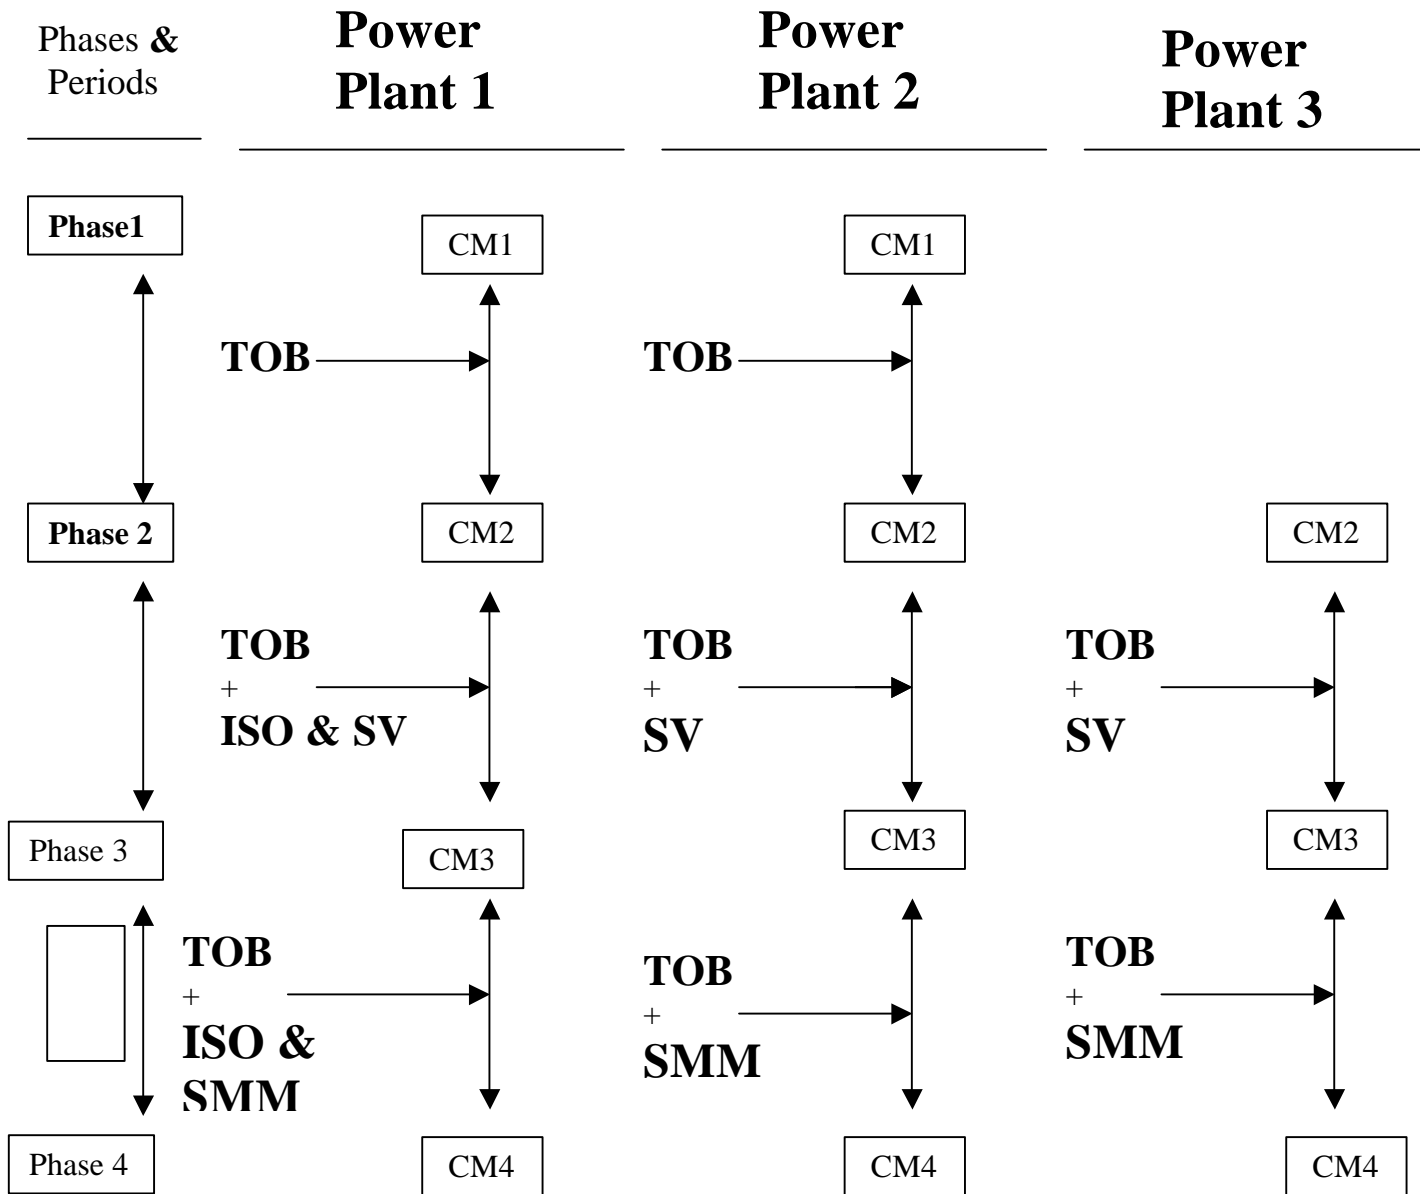 Phases &
Periods
Power
Plant 1
Power
Plant 2
Power
Plant 3
Phase1
CM1
CM1
TOB
TOB
Phase 2
CM2
CM2
CM2
TOB
+
ISO & SV
TOB
+
SV
TOB
+
SV
Phase 3
CM3
CM3
CM3
TOB
+
ISO &
SMM
TOB
+
SMM
TOB
+
SMM
Phase 4
CM4
CM4
CM4